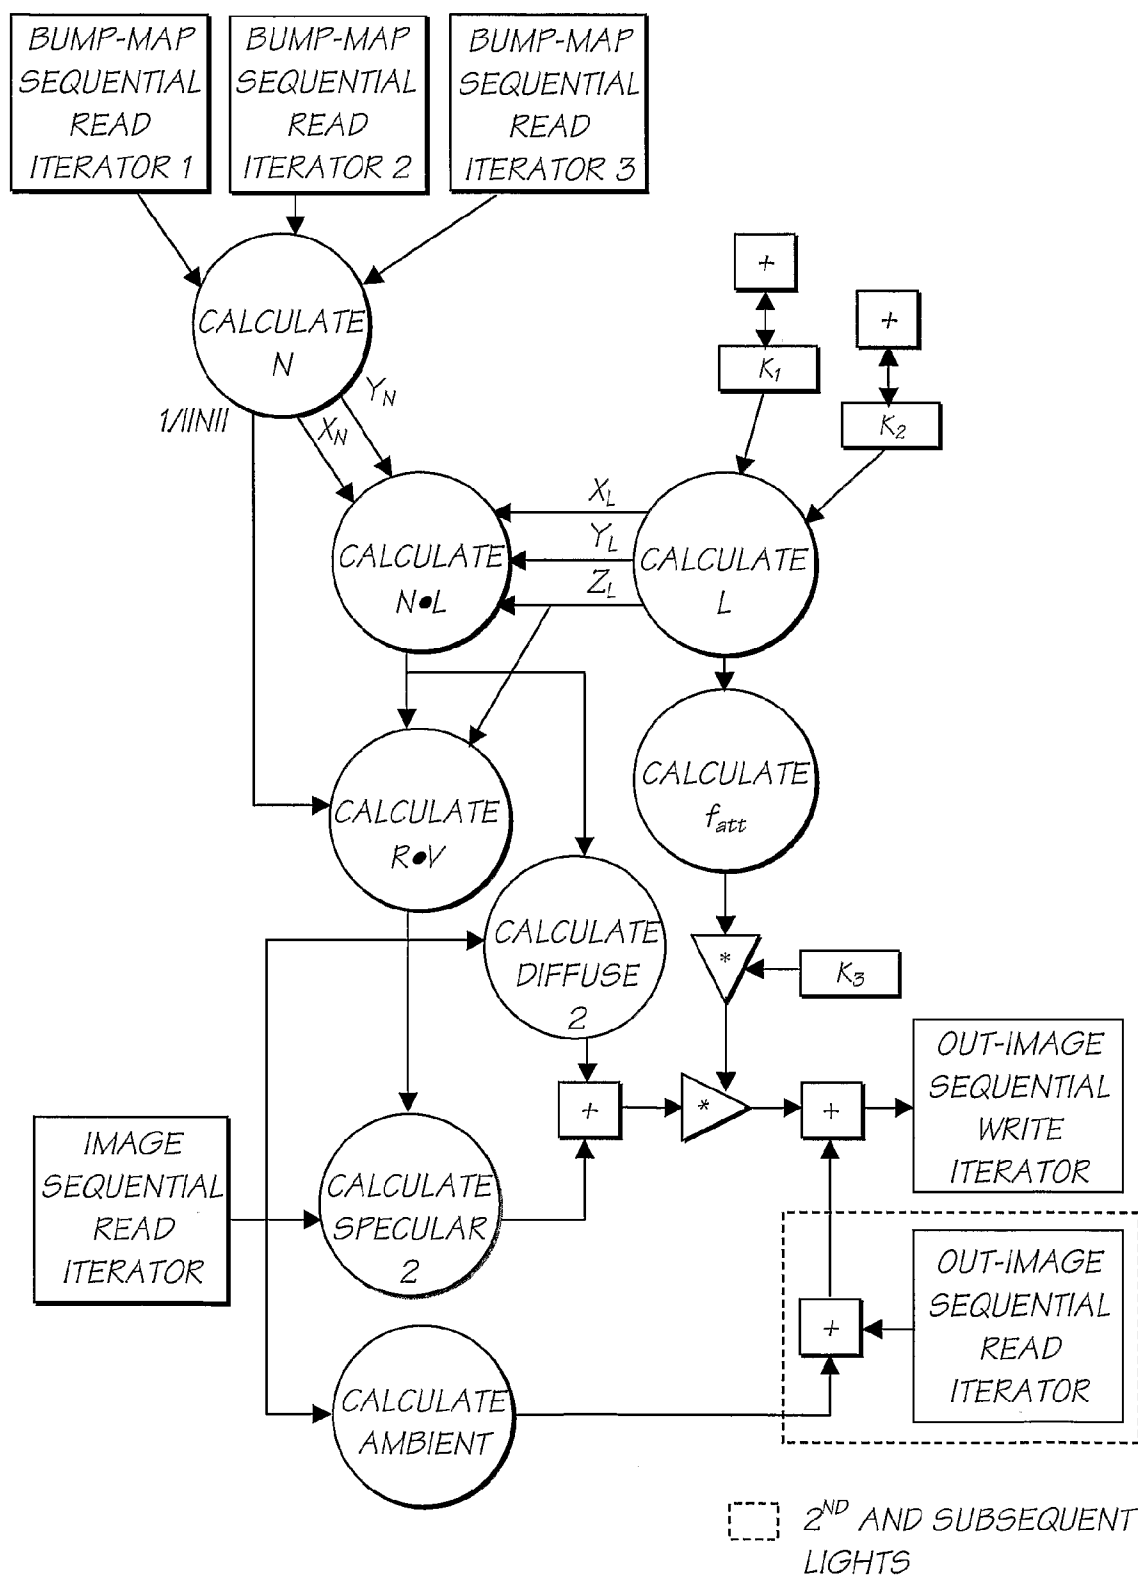 BUMP-MAP
SEQUENTIAL
READ
ITERATOR 1
BUMP-MAP
SEQUENTIAL
READ
ITERATOR 2
BUMP-MAP
SEQUENTIAL
READ
ITERATOR 3
CALCULATE
N
+
+
K1
K2
1/||N||
XN
YN
XL
YL
ZL
CALCULATE
N•L
CALCULATE
L
CALCULATE
fatt
CALCULATE
R•V
CALCULATE
DIFFUSE
2
*
K3
+
*
+
OUT-IMAGE
SEQUENTIAL
WRITE
ITERATOR
IMAGE
SEQUENTIAL
READ
ITERATOR
CALCULATE
SPECULAR
2
+
OUT-IMAGE
SEQUENTIAL
READ
ITERATOR
CALCULATE
AMBIENT
2ND AND SUBSEQUENT
LIGHTS